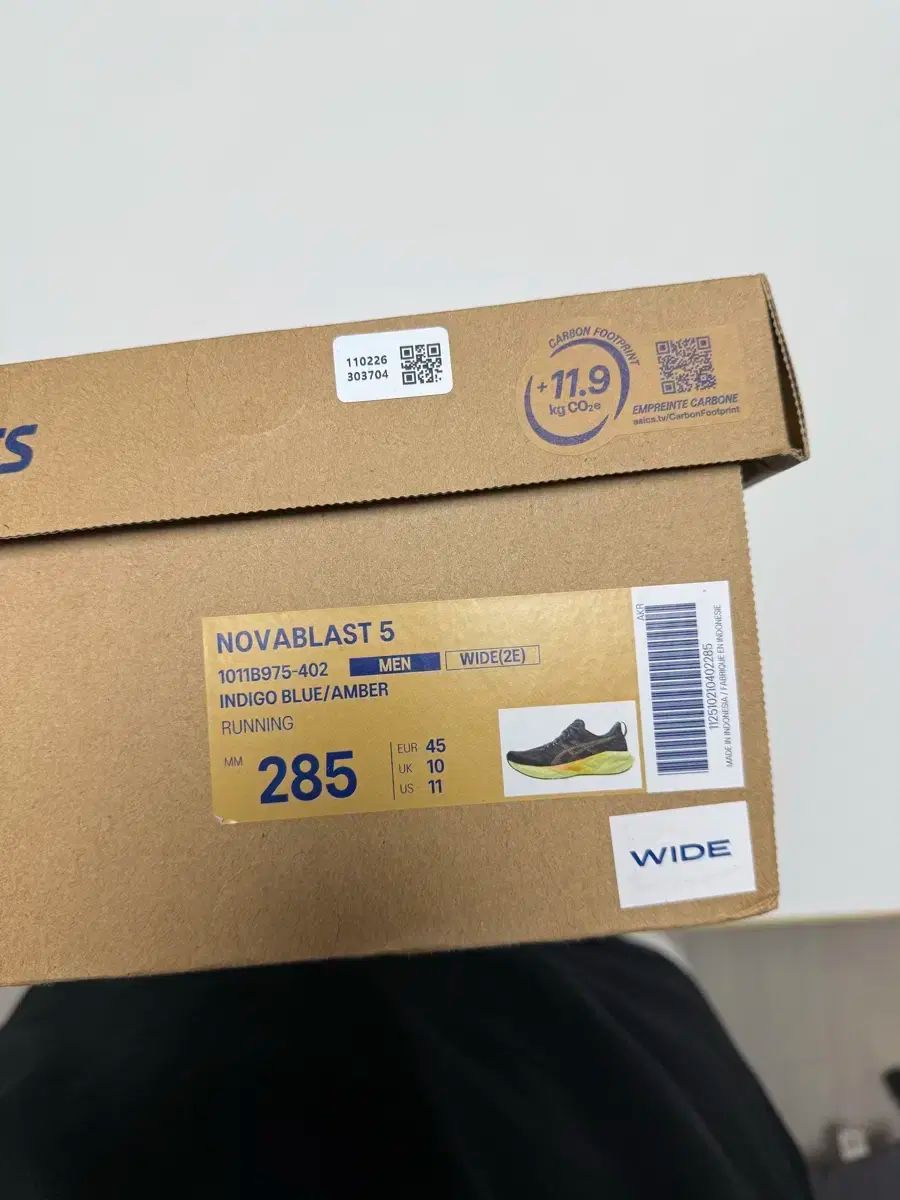 110226
303704
CARBON FOOTPRINT
+11.9
kg CO₂e
EMPREINTE CARBONE
asics.tv/CarbonFootprint
cs
NOVABLAST 5
1011B975-402 MEN WIDE(2E)
INDIGO BLUE/AMBER
RUNNING
MM 285
EUR 45
UK 10
US 11
AKR
112510210402285
MADE IN INDONESIA / FABRIQUE EN INDONESIE
WIDE